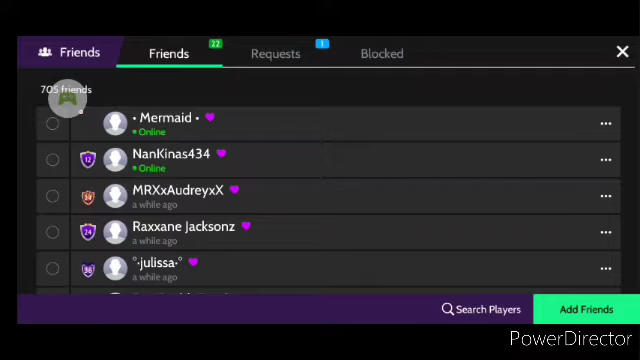 Friends
Friends 22
Requests 1
Blocked
705 friends
• Mermaid •
Online
12 NanKinas434
Online
MRXxAudreyxX
a while ago
24 Raxxane Jacksonz
a while ago
°·julissa·°
a while ago
Search Players
Add Friends
PowerDirector